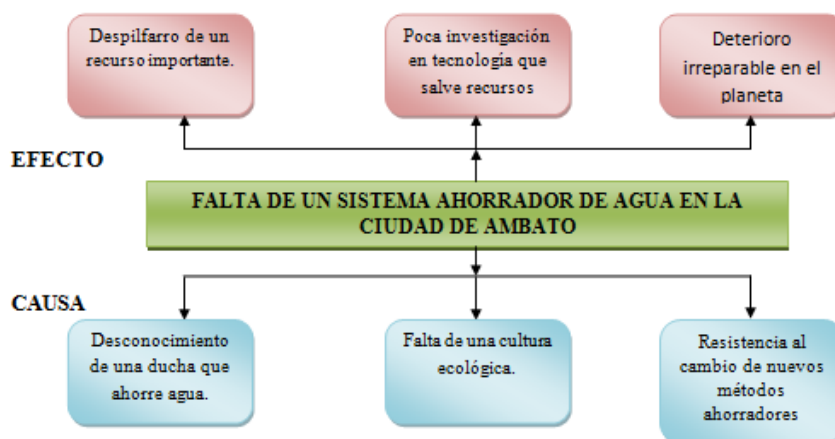 Despilfarro de un
recurso importante.
Poca investigación
en tecnología que
salve recursos
Deterioro
irreparable en el
planeta
EFECTO
FALTA DE UN SISTEMA AHORRADOR DE AGUA EN LA
CIUDAD DE AMBATO
CAUSA
Desconocimiento
de una ducha que
ahorre agua.
Falta de una cultura
ecológica.
Resistencia al
cambio de nuevos
métodos
ahorradores